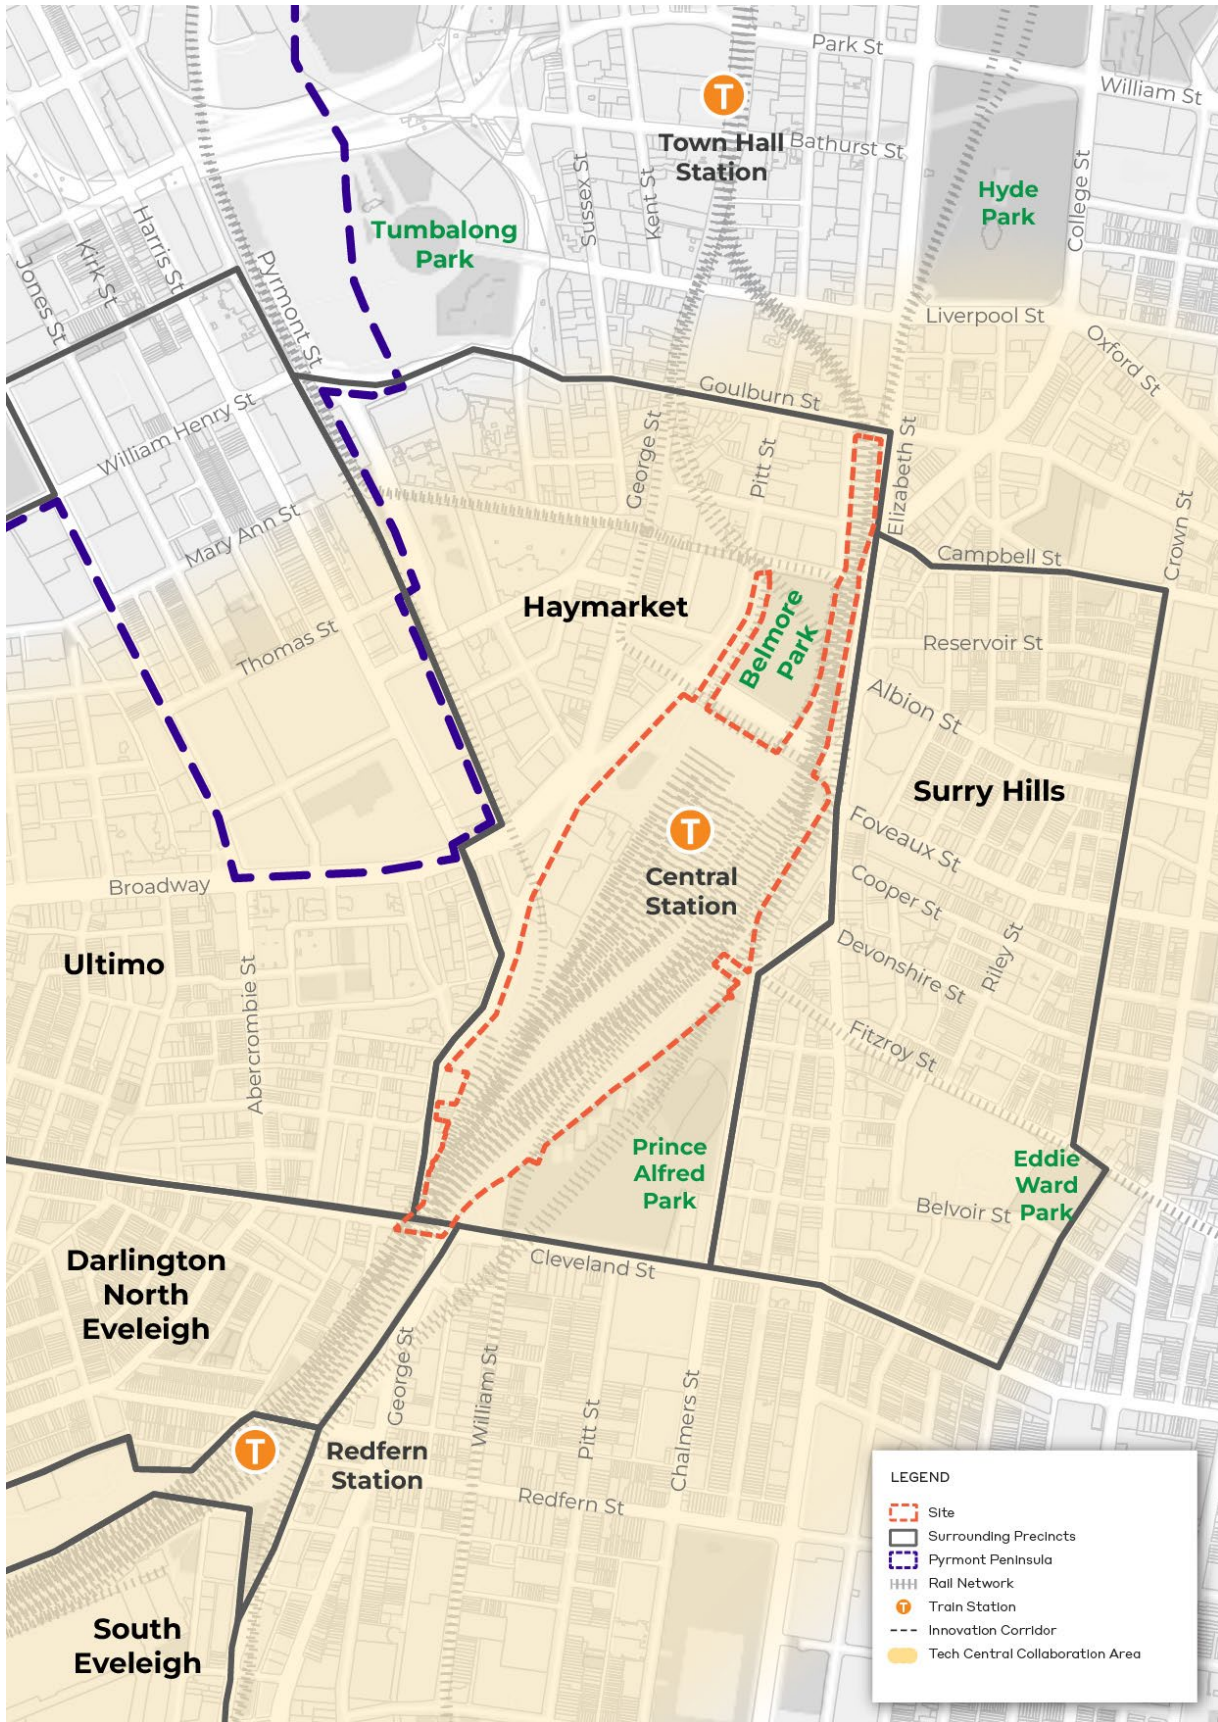 Park St
William St
T
Town Hall
Station
Bathurst St
Hyde
Park
College St
Sussex St
Kent St
Tumbalong
Park
Harris St
Kirk St
Jones St
Pyrmont St
Liverpool St
Oxford St
Goulburn St
William Henry St
George St
Pitt St
Elizabeth St
Crown St
Mary Ann St
Campbell St
Haymarket
Belmore
Park
Thomas St
Reservoir St
Albion St
Surry Hills
T
Central
Station
Foveaux St
Cooper St
Broadway
Devonshire St
Riley St
Ultimo
Abercrombie St
Fitzroy St
Prince
Alfred
Park
Eddie
Ward
Park
Belvoir St
Darlington
North
Eveleigh
Cleveland St
George St
William St
Pitt St
Chalmers St
T
Redfern
Station
Redfern St
South
Eveleigh
LEGEND
Site
Surrounding Precincts
Pyrmont Peninsula
Rail Network
T Train Station
Innovation Corridor
Tech Central Collaboration Area